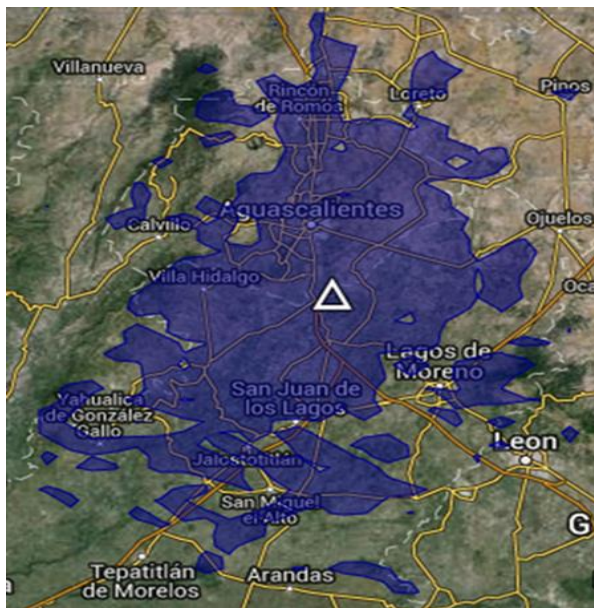 Villanueva
Rincón
de Romos
Loreto
Pinos
Aguascalientes
Calvillo
Ojuelos
Villa Hidalgo
Oca
Lagos de
Moreno
San Juan de
los Lagos
Yahualica
de González
Gallo
Leon
Jalostotitlán
San Miguel
el Alto
G
Tepatitlán
de Morelos
Arandas